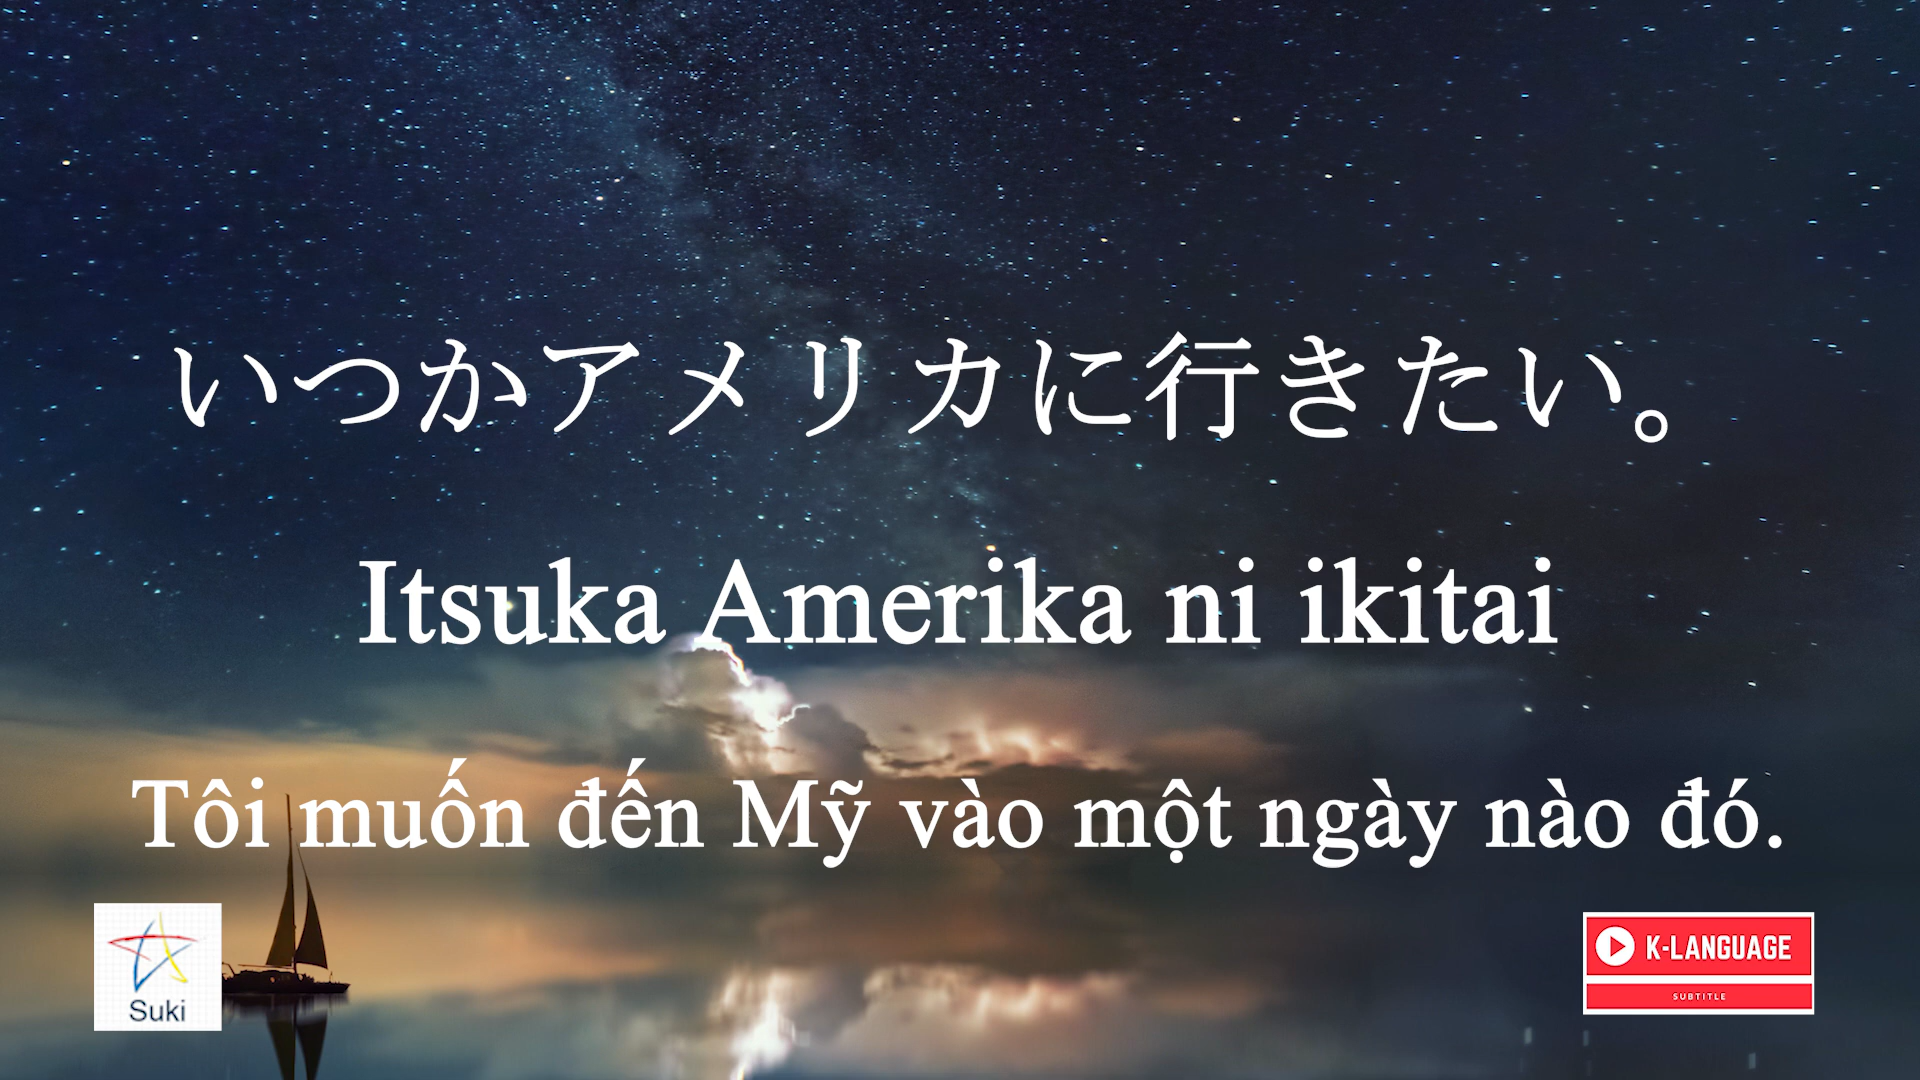 いつかアメリカに行きたい。
Itsuka Amerika ni ikitai
Tôi muốn đến Mỹ vào một ngày nào đó.
Suki
K-LANGUAGE
SUBTITLE